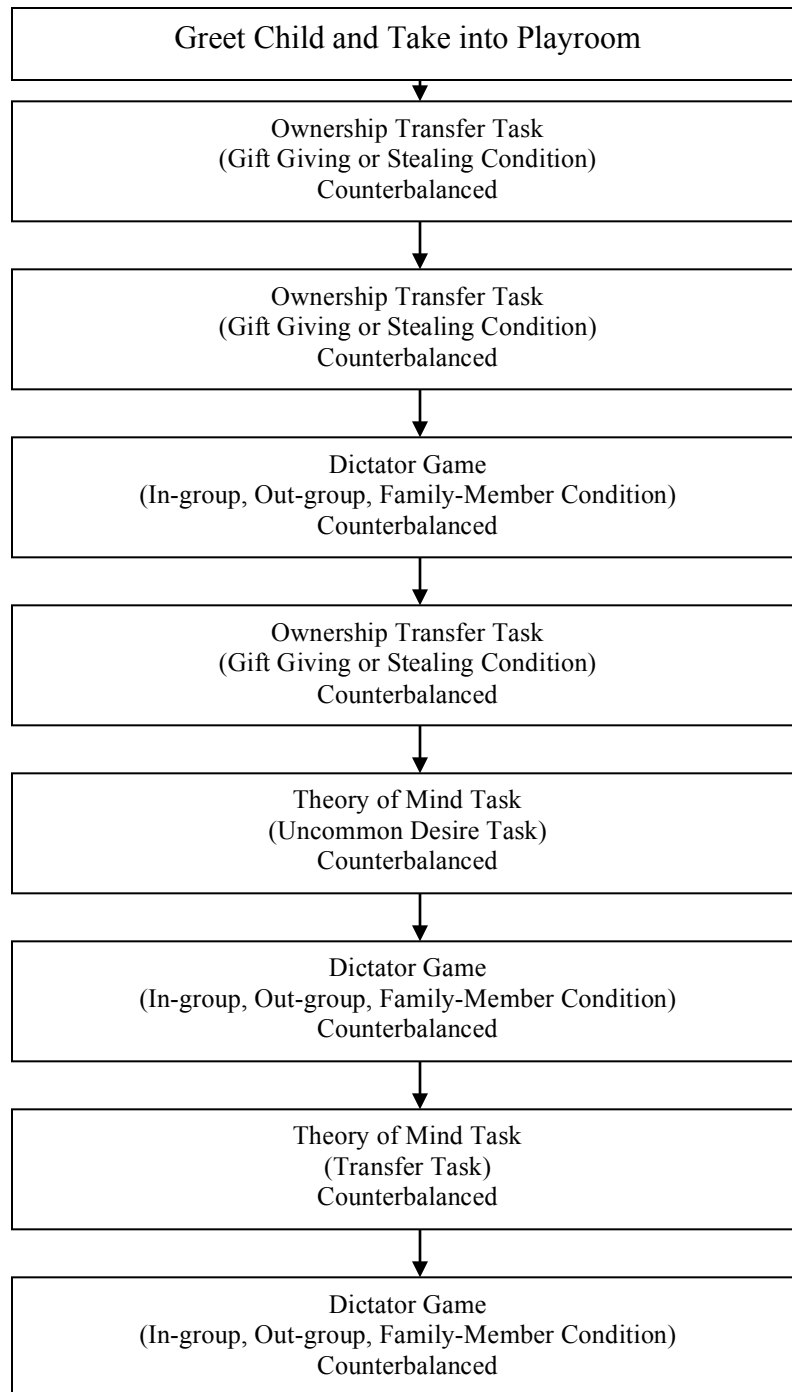 Greet Child and Take into Playroom
Ownership Transfer Task
(Gift Giving or Stealing Condition)
Counterbalanced
Ownership Transfer Task
(Gift Giving or Stealing Condition)
Counterbalanced
Dictator Game
(In-group, Out-group, Family-Member Condition)
Counterbalanced
Ownership Transfer Task
(Gift Giving or Stealing Condition)
Counterbalanced
Theory of Mind Task
(Uncommon Desire Task)
Counterbalanced
Dictator Game
(In-group, Out-group, Family-Member Condition)
Counterbalanced
Theory of Mind Task
(Transfer Task)
Counterbalanced
Dictator Game
(In-group, Out-group, Family-Member Condition)
Counterbalanced